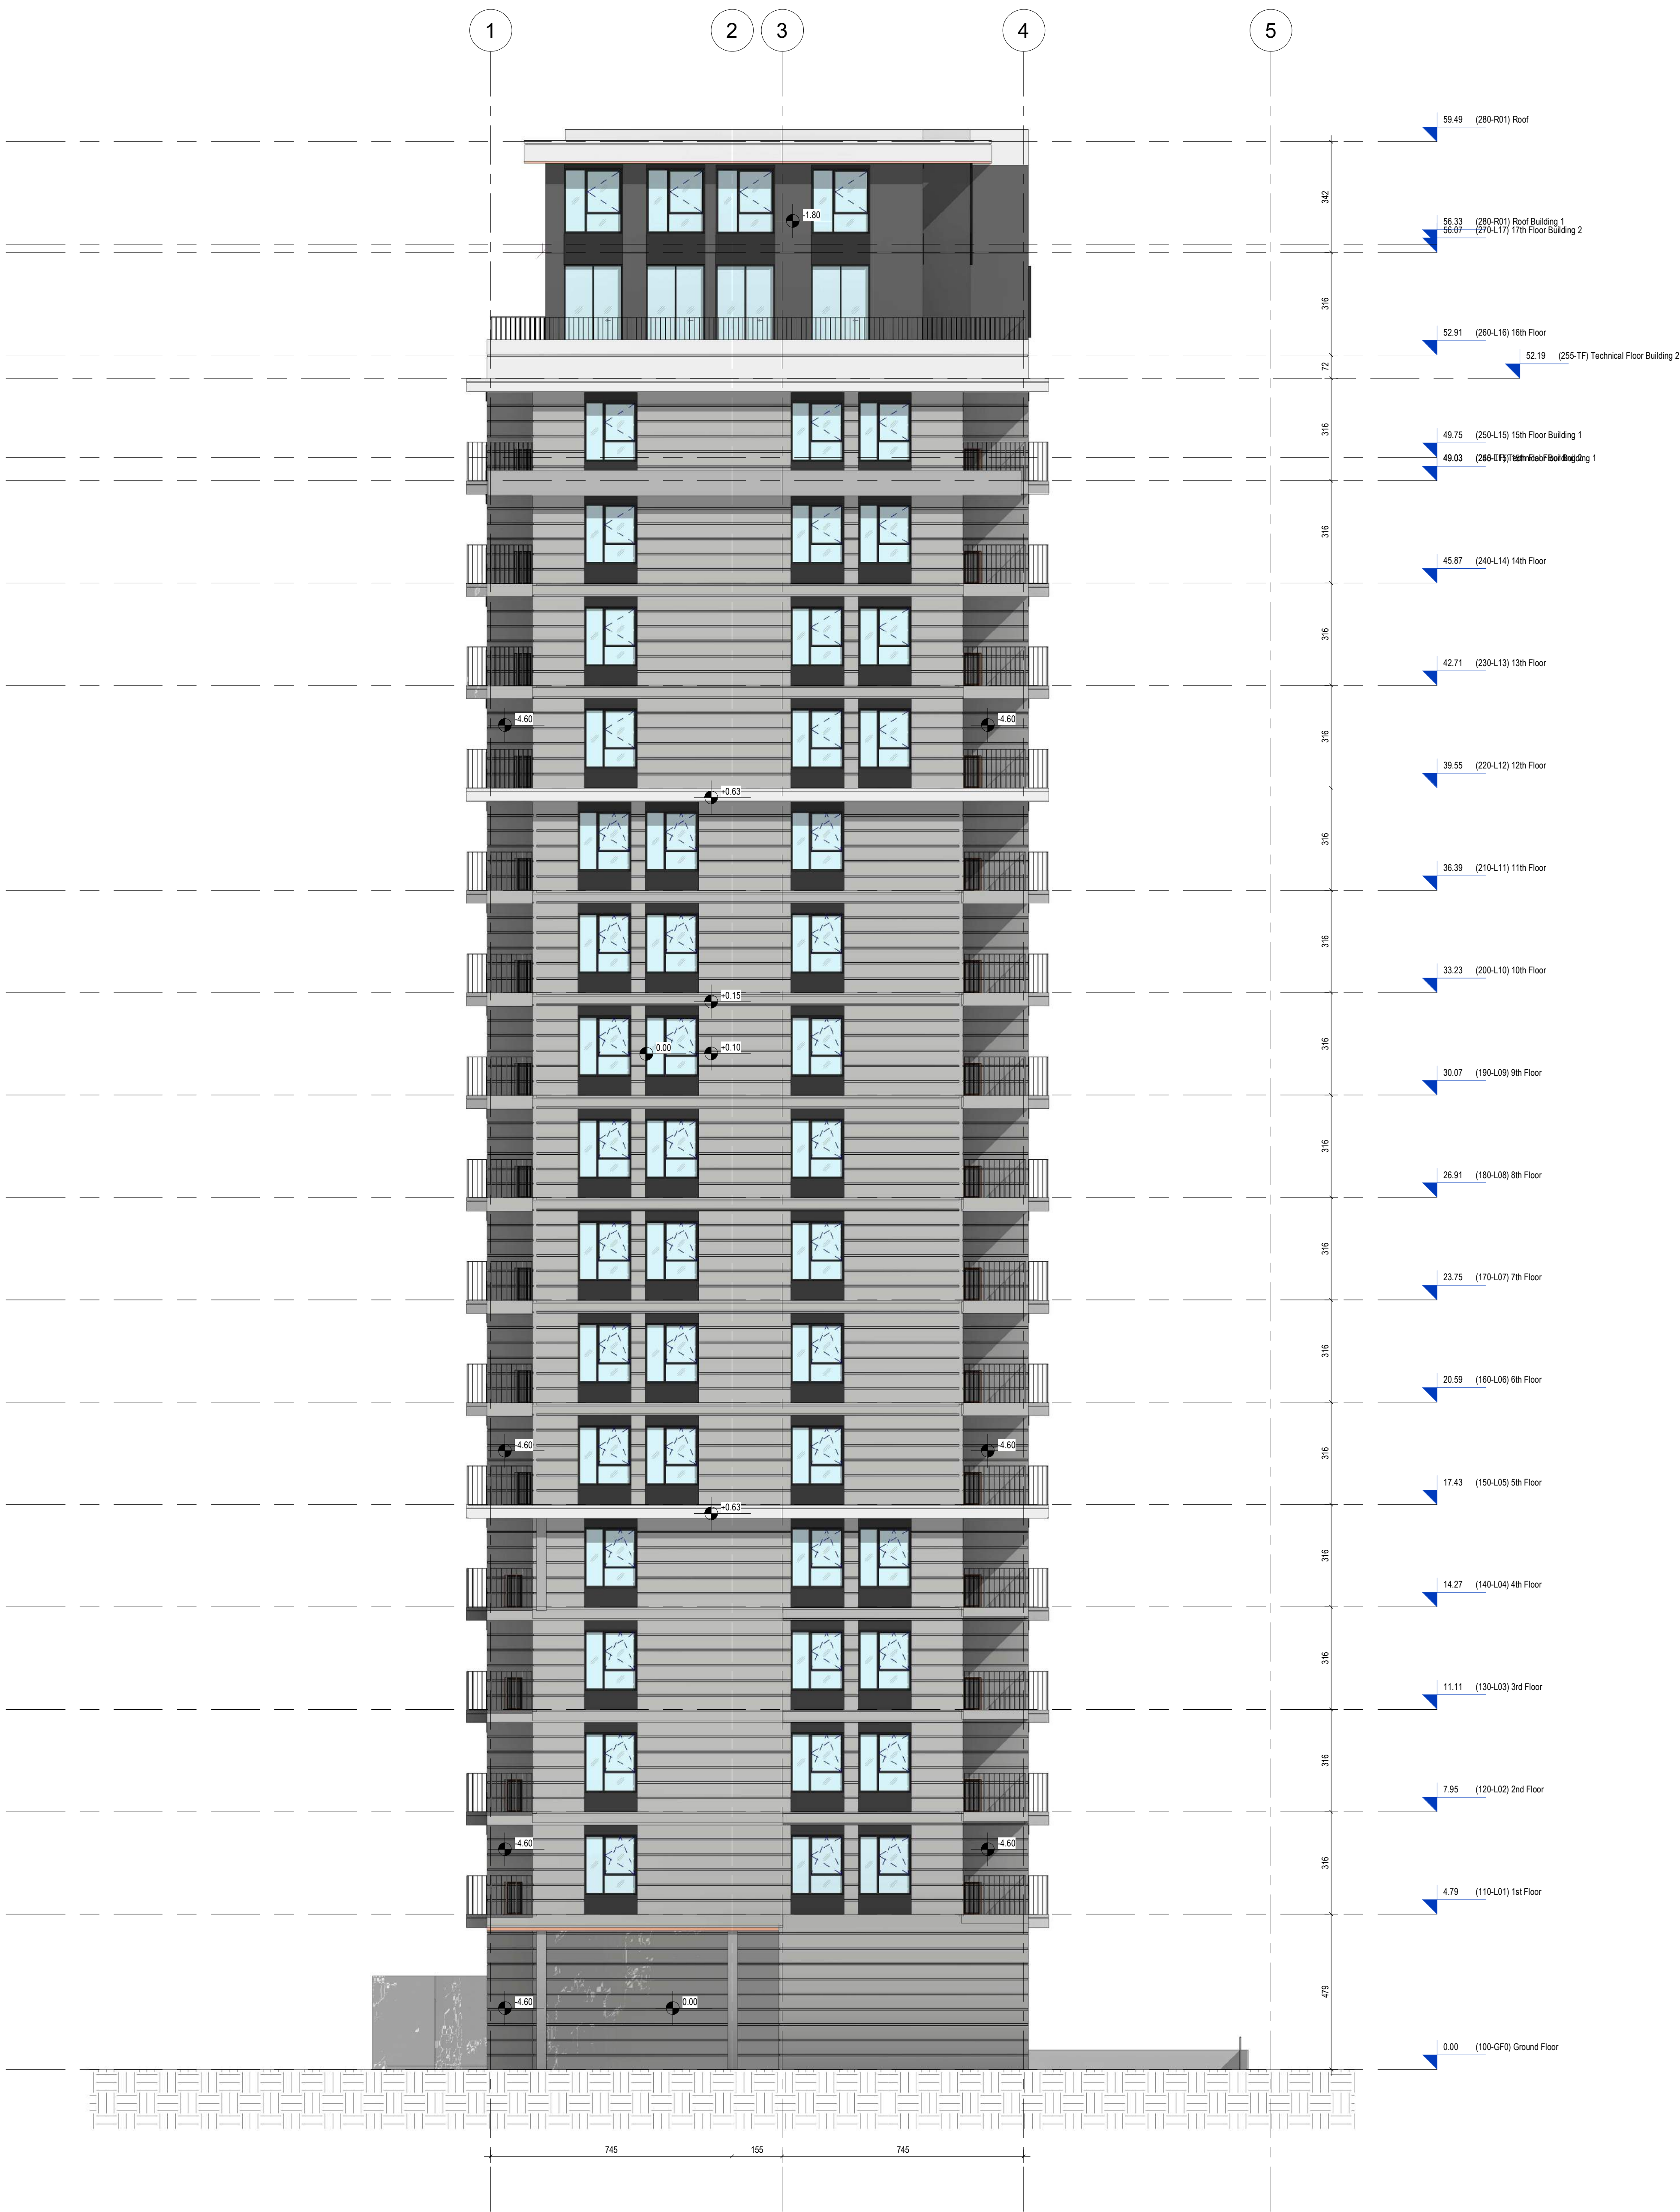 1 2 3 4 5
59.49 (280-R01) Roof
342
-1.80
56.33 (280-R01) Roof Building 1
56.07 (270-L17) 17th Floor Building 2
316
52.91 (260-L16) 16th Floor
52.19 (255-TF) Technical Floor Building 2
72
316
49.75 (250-L15) 15th Floor Building 1
49.03
316
45.87 (240-L14) 14th Floor
316
42.71 (230-L13) 13th Floor
-4.60 -4.60
316
39.55 (220-L12) 12th Floor
+0.63
316
36.39 (210-L11) 11th Floor
316
33.23 (200-L10) 10th Floor
+0.15
0.00 +0.10
316
30.07 (190-L09) 9th Floor
316
26.91 (180-L08) 8th Floor
316
23.75 (170-L07) 7th Floor
316
20.59 (160-L06) 6th Floor
-4.60 -4.60
316
17.43 (150-L05) 5th Floor
+0.63
316
14.27 (140-L04) 4th Floor
316
11.11 (130-L03) 3rd Floor
316
7.95 (120-L02) 2nd Floor
-4.60 -4.60
316
4.79 (110-L01) 1st Floor
479
-4.60 0.00
0.00 (100-GF0) Ground Floor
745 155 745